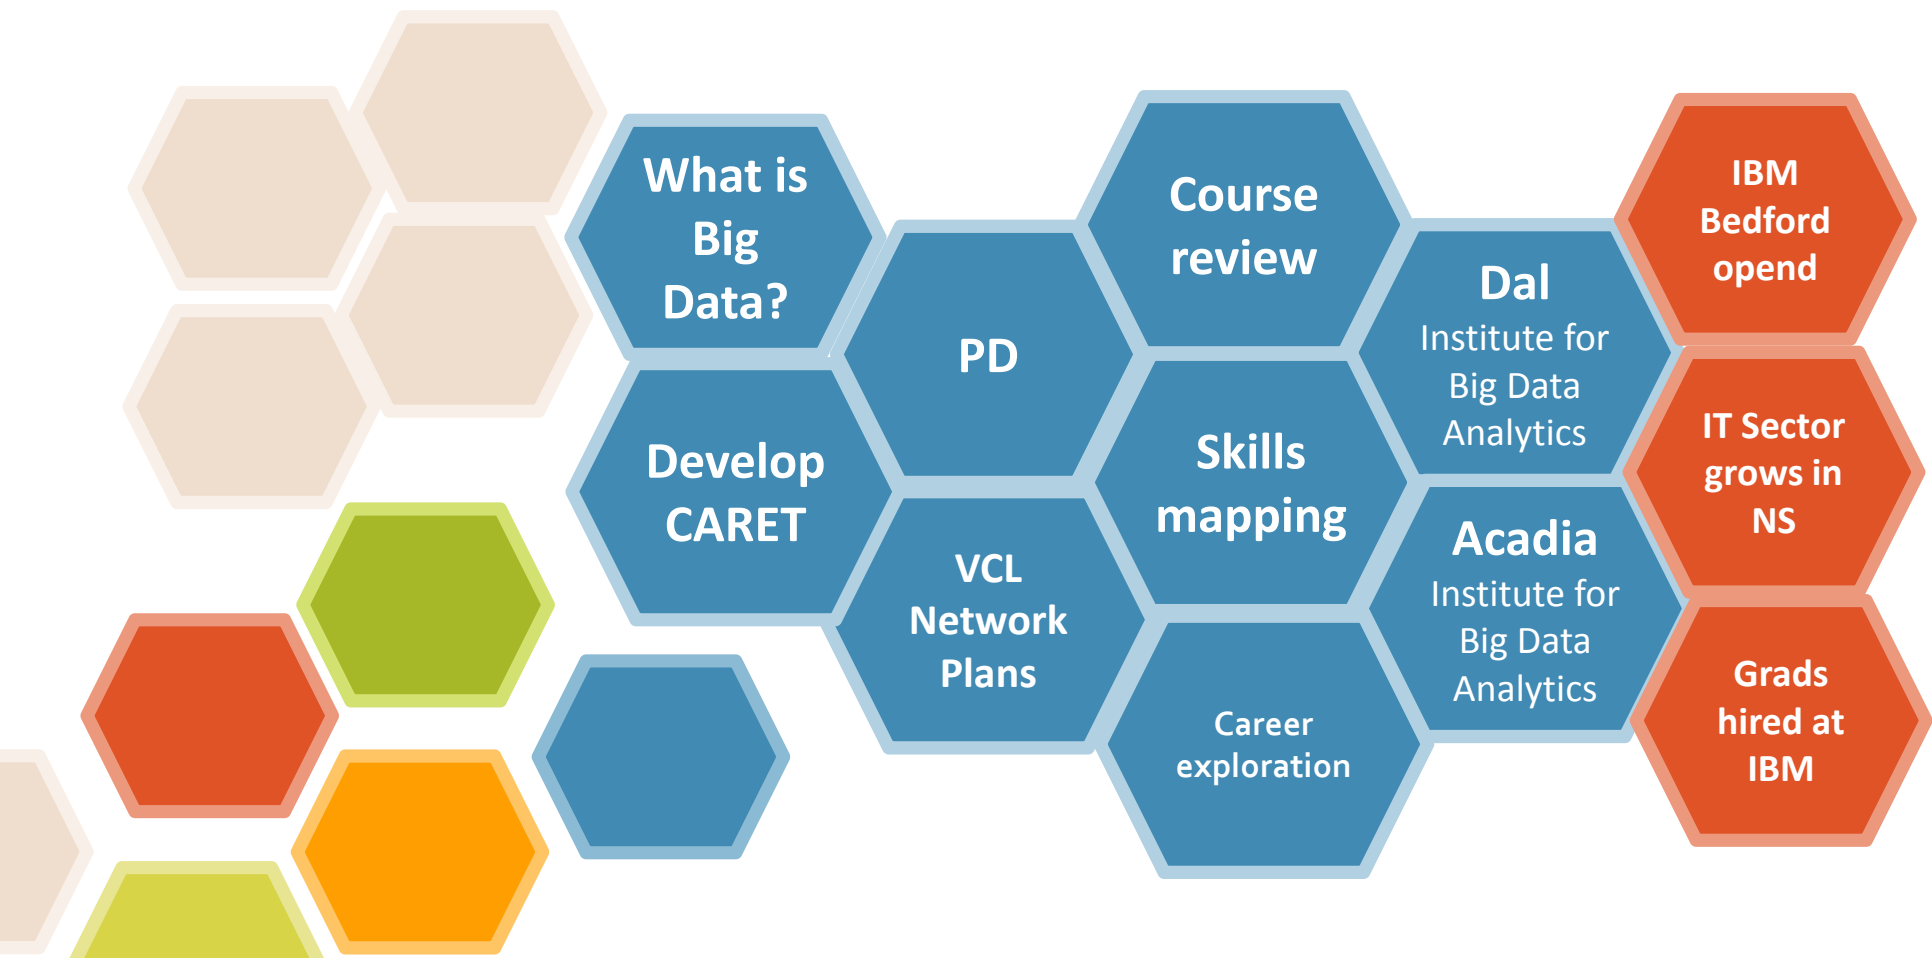 What is
Big
Data?
Develop
CARET
PD
VCL
Network
Plans
Course
review
Skills
mapping
Career
exploration
Dal
Institute for
Big Data
Analytics
Acadia
Institute for
Big Data
Analytics
IBM
Bedford
opend
IT Sector
grows in
NS
Grads
hired at
IBM